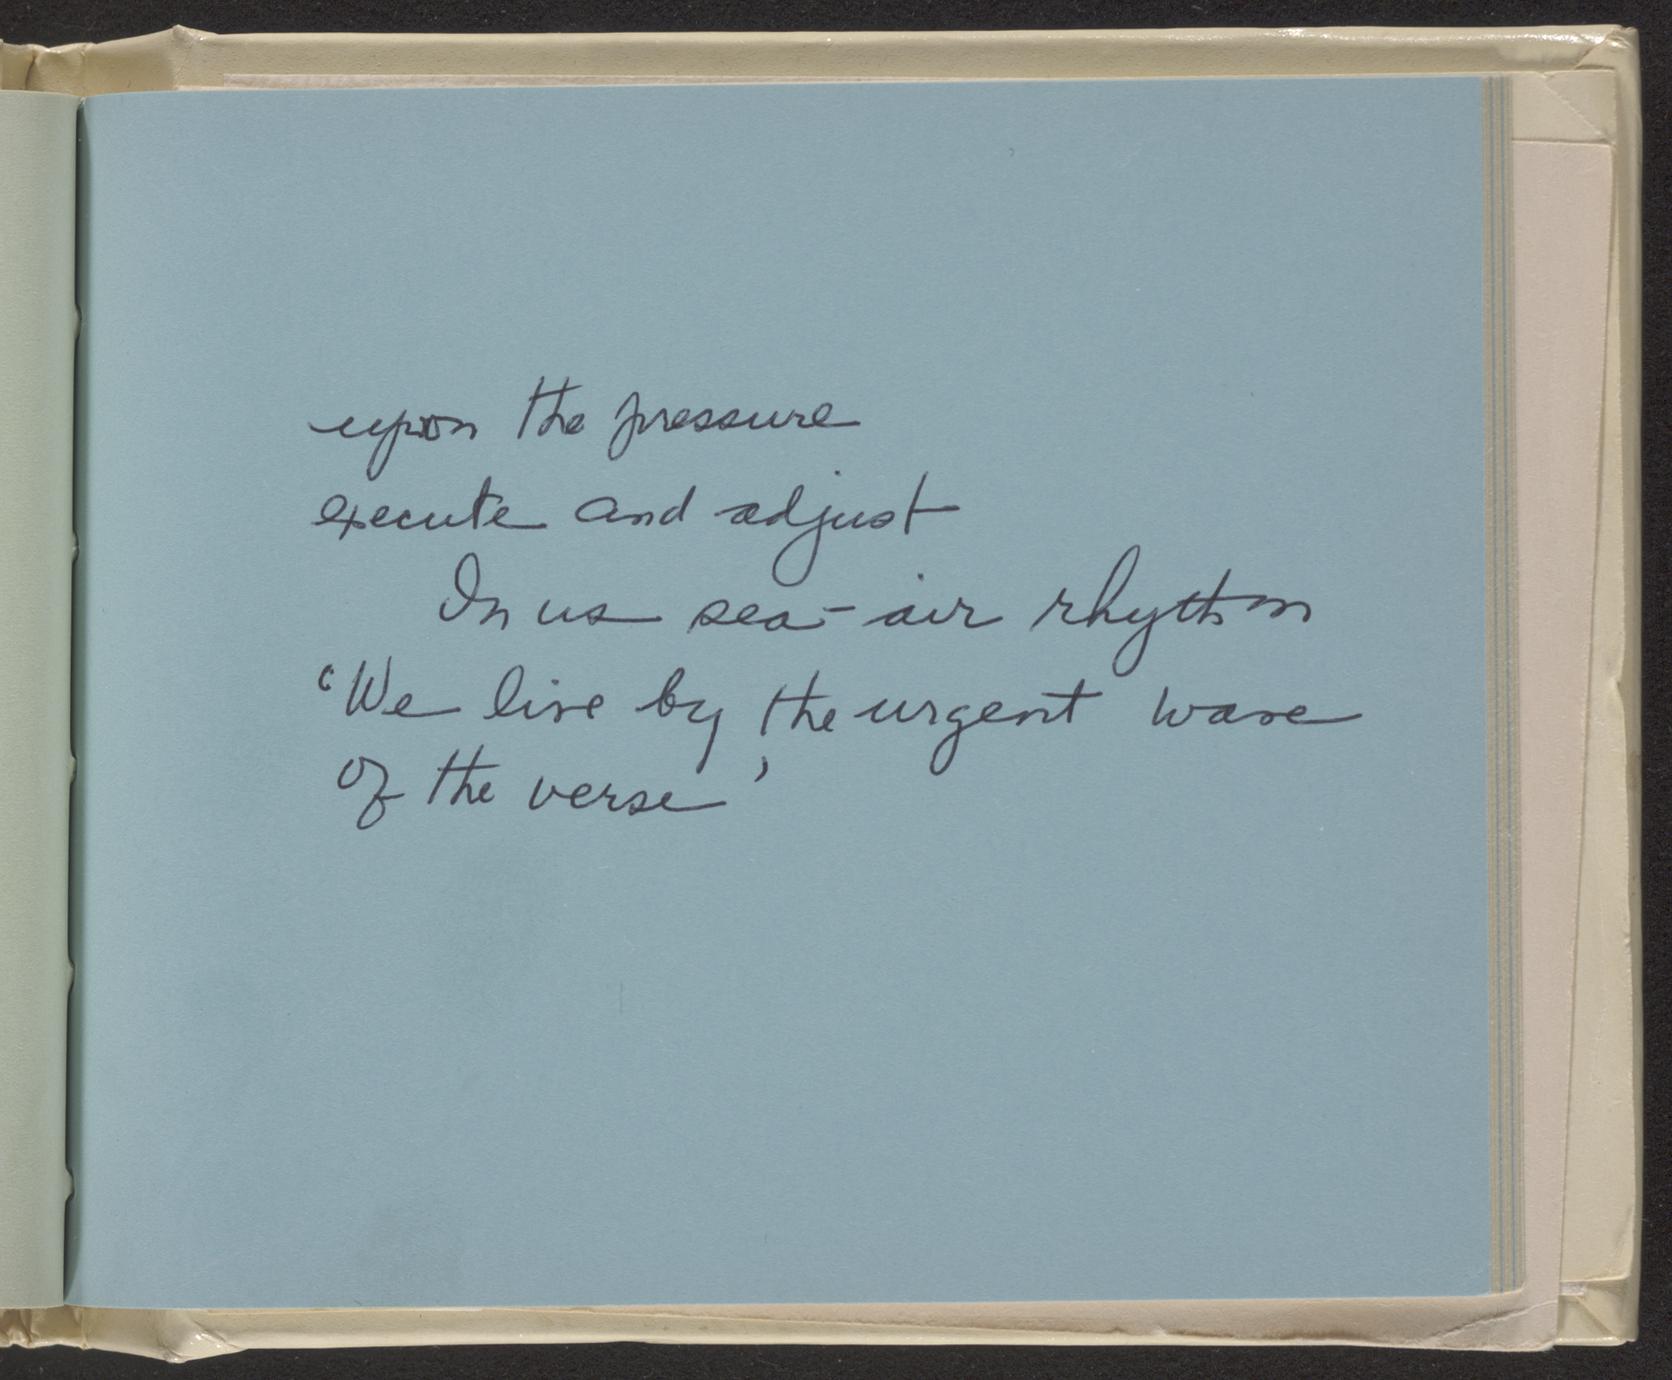 upon the pressure
execute and adjust
In us sea-air rhythm
'We live by the urgent wave
of the verse'